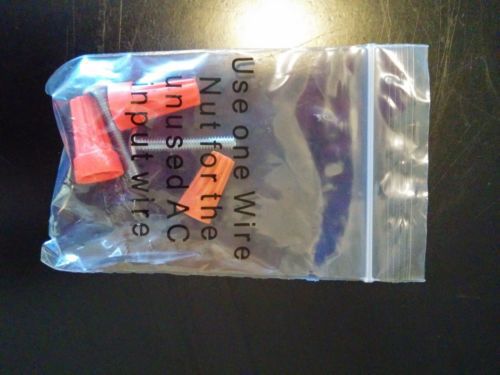 Use one Wire
Nut for the
unused AC
input wire